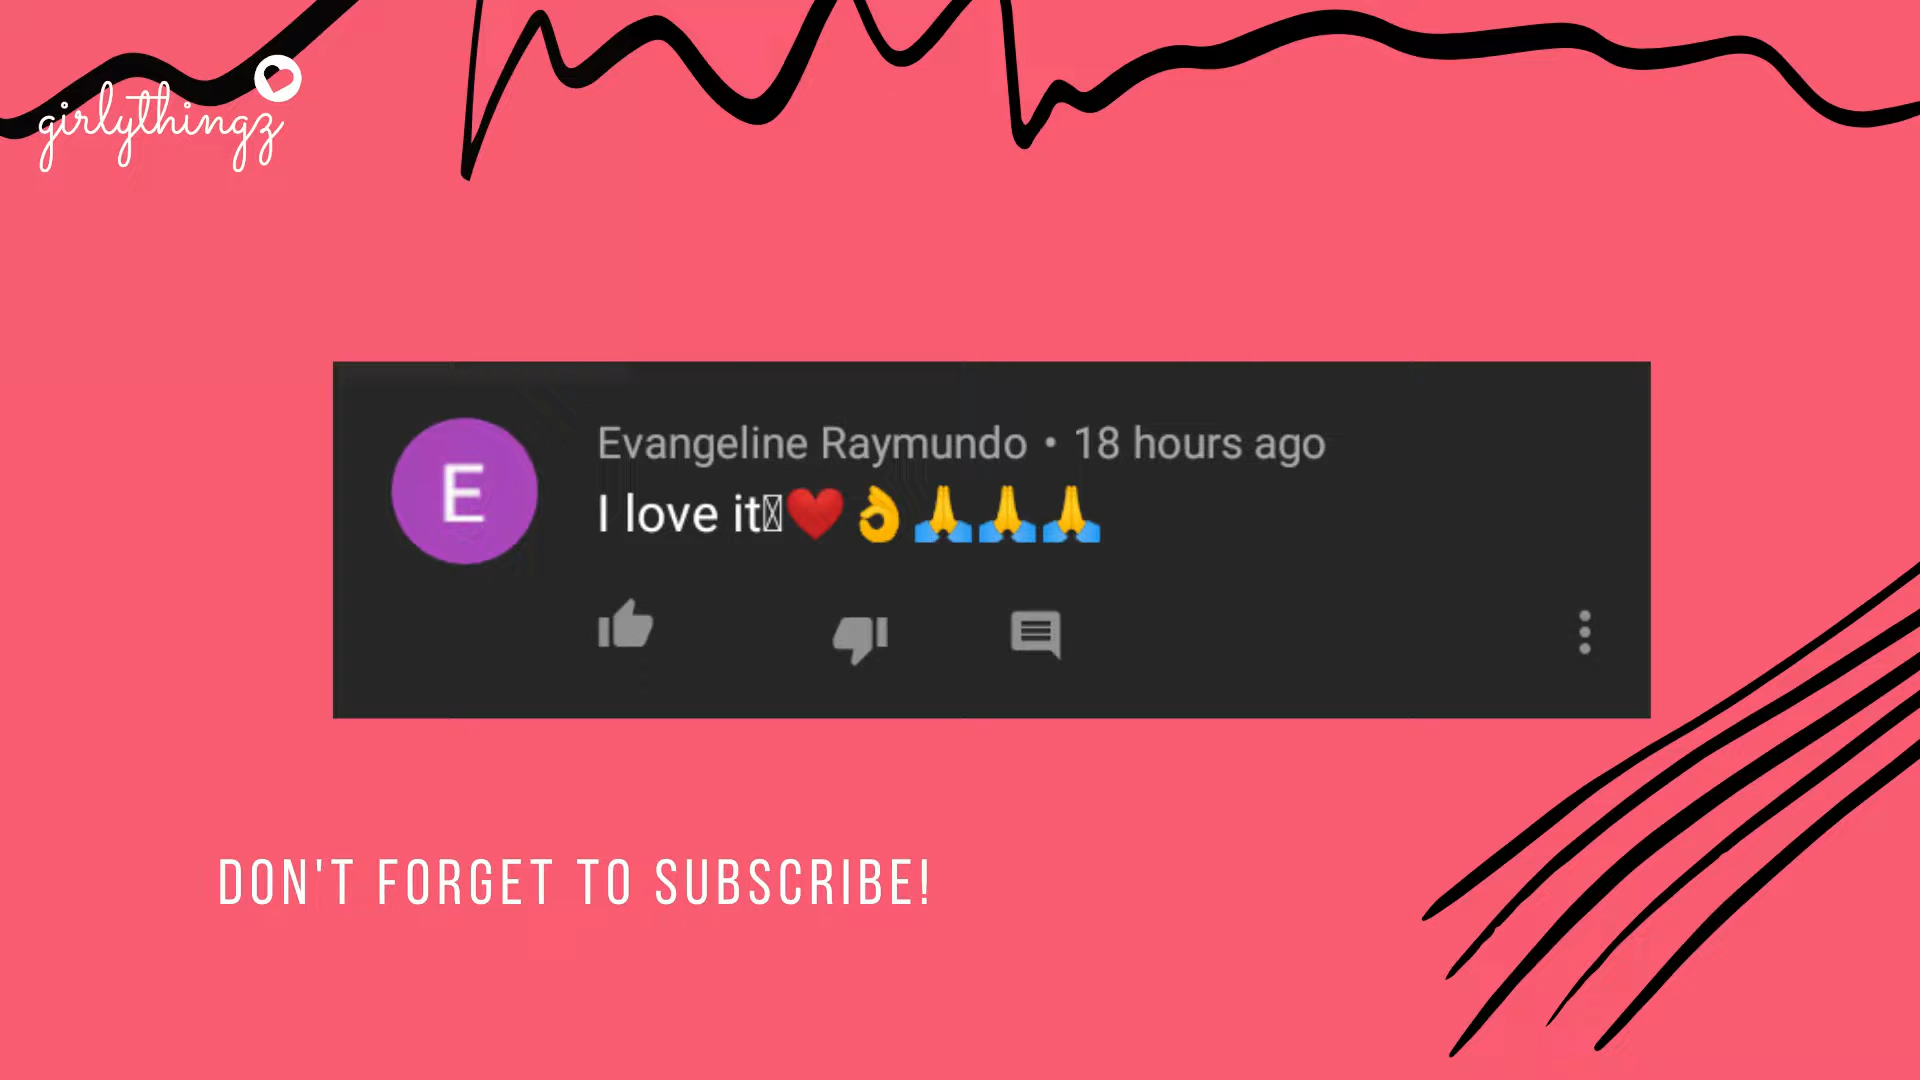 girlythingz
E
Evangeline Raymundo • 18 hours ago
I love it❤️👌🙏🙏🙏
DON'T FORGET TO SUBSCRIBE!